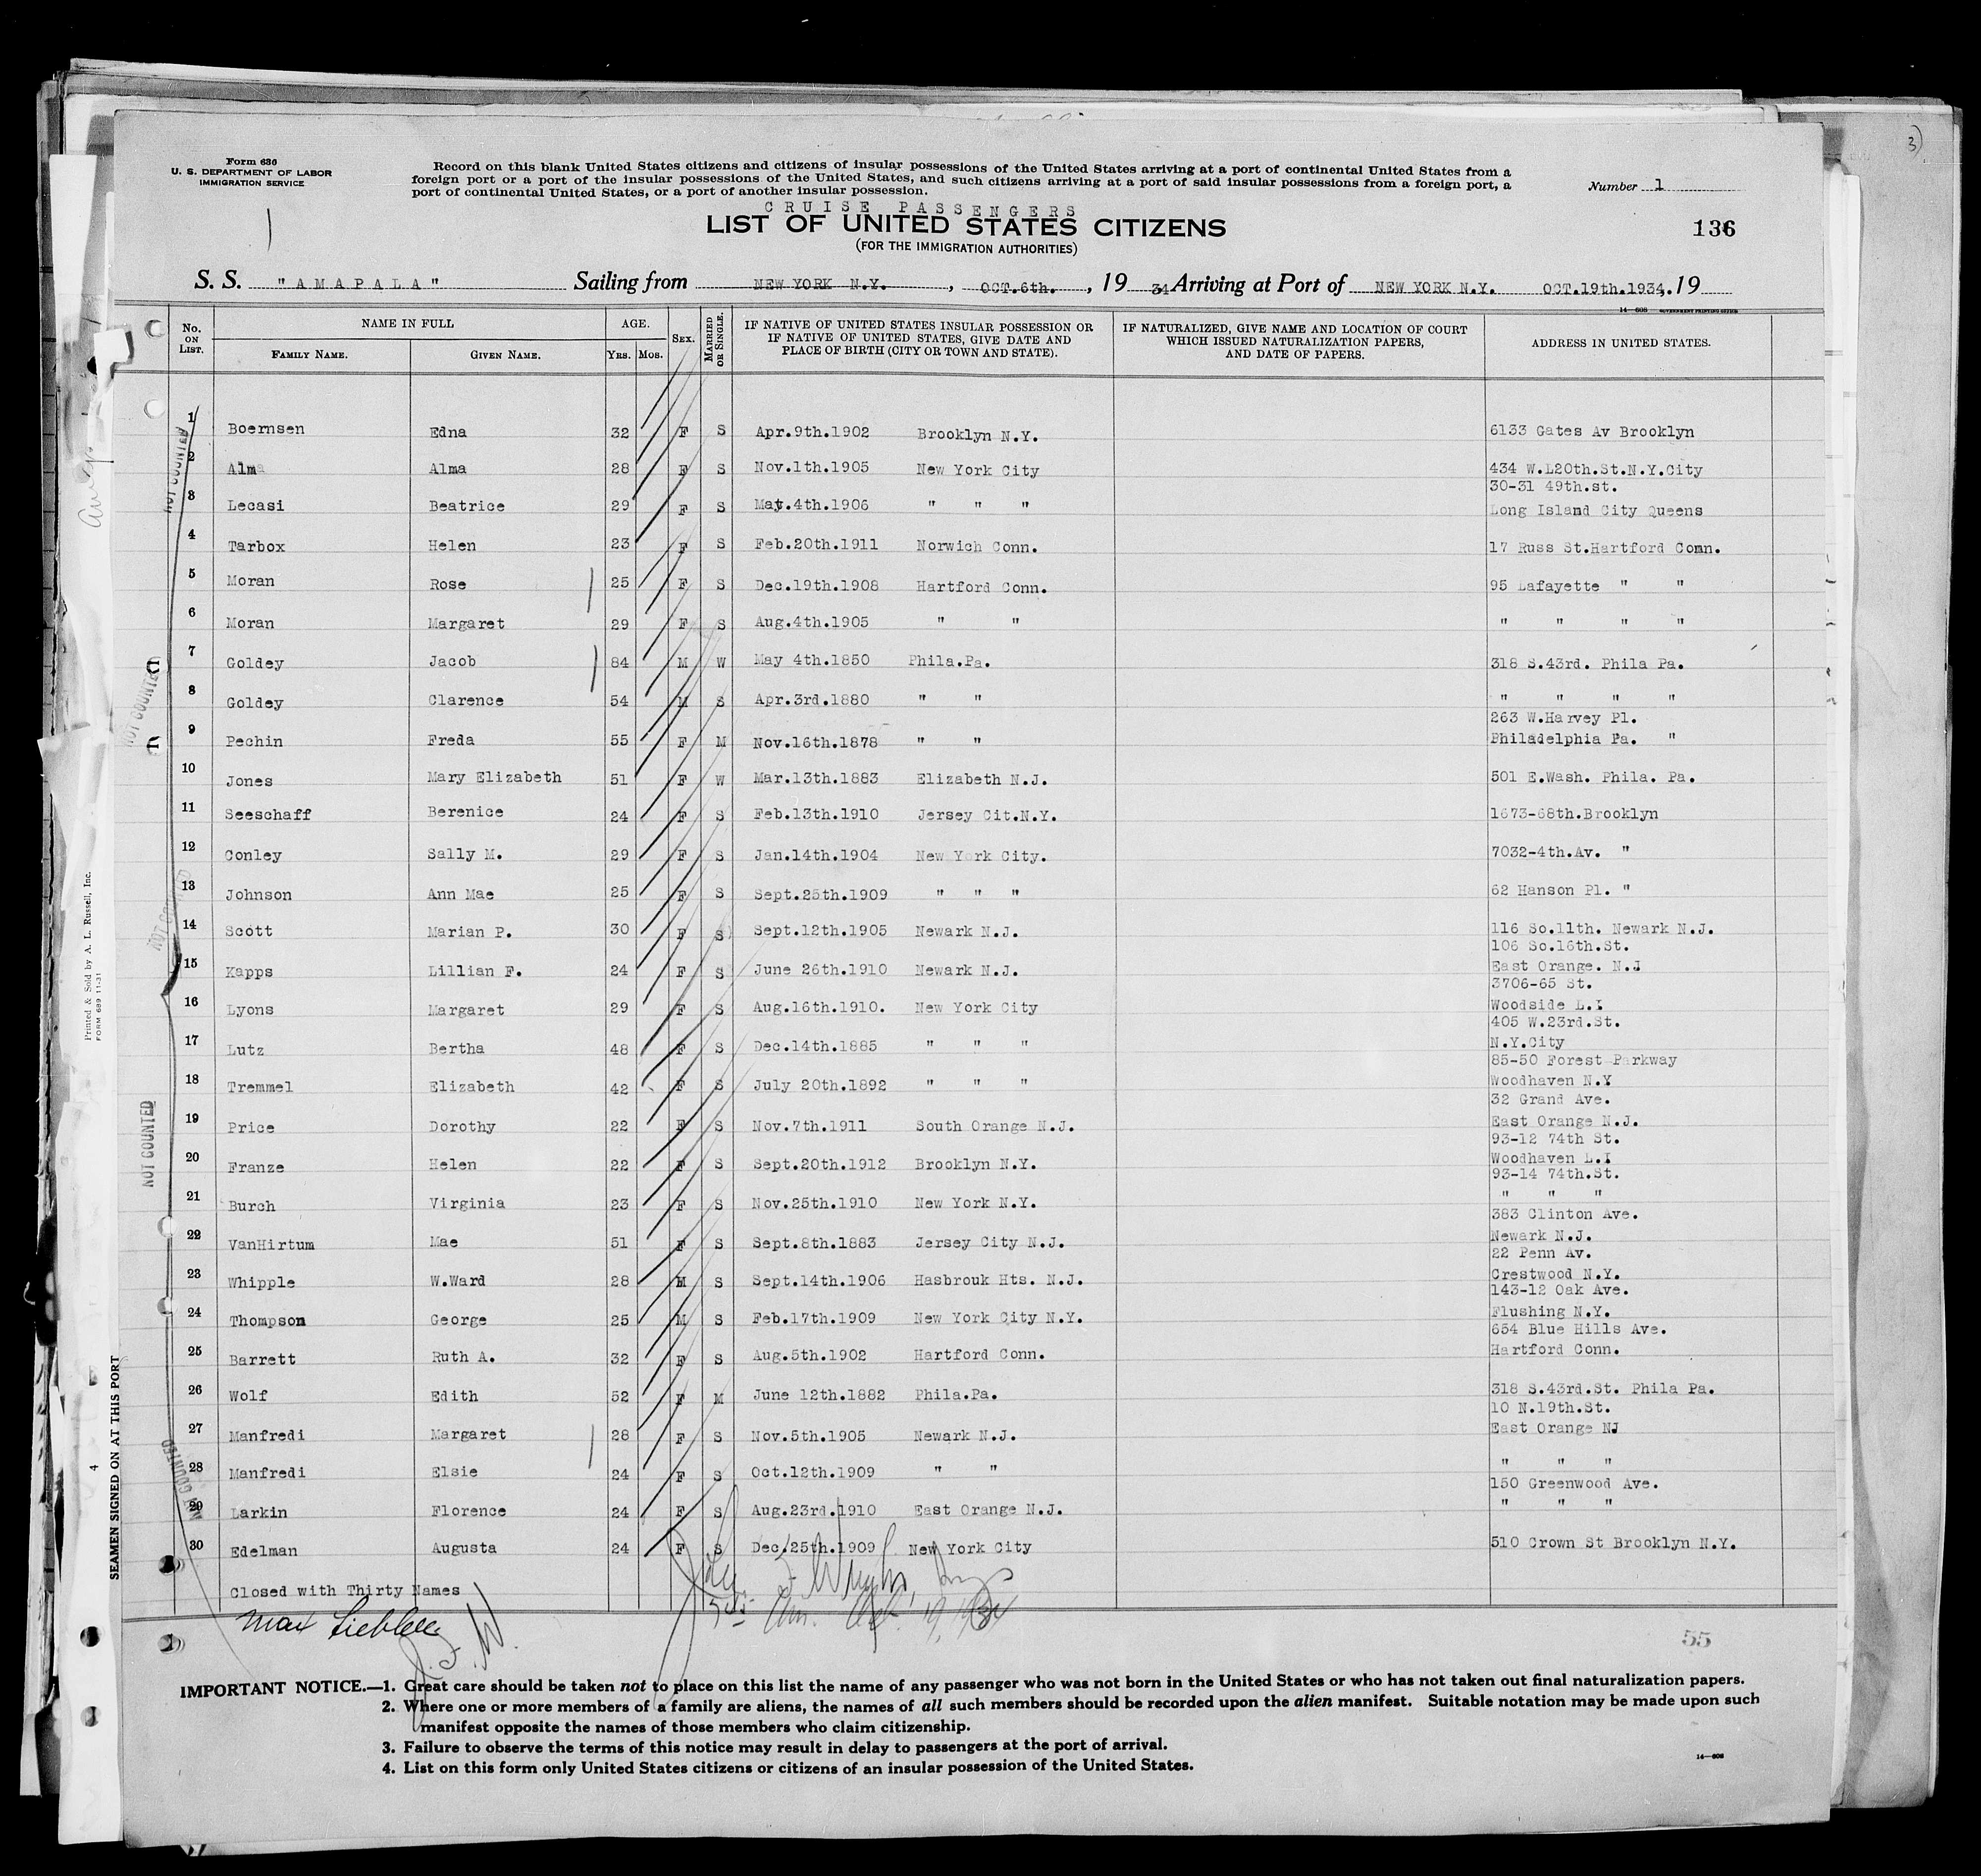 3)
Form 636
U. S. DEPARTMENT OF LABOR
IMMIGRATION SERVICE
Record on this blank United States citizens and citizens of insular possessions of the United States arriving at a port of continental United States from a
foreign port or a port of the insular possessions of the United States, and such citizens arriving at a port of said insular possessions from a foreign port, a
port of continental United States, or a port of another insular possession.
Number 1
CRUISE PASSENGERS
LIST OF UNITED STATES CITIZENS
(FOR THE IMMIGRATION AUTHORITIES)
136
S. S. "AMAPALA" Sailing from NEW YORK N.Y. , OCT.6th. , 19 34 Arriving at Port of NEW YORK N.Y. OCT.19th.1934, 19
14—608 GOVERNMENT PRINTING OFFICE
No. ON LIST. NAME IN FULL FAMILY NAME. GIVEN NAME. AGE. YRS. MOS. SEX. MARRIED OR SINGLE. IF NATIVE OF UNITED STATES INSULAR POSSESSION OR IF NATIVE OF UNITED STATES, GIVE DATE AND PLACE OF BIRTH (CITY OR TOWN AND STATE). IF NATURALIZED, GIVE NAME AND LOCATION OF COURT WHICH ISSUED NATURALIZATION PAPERS, AND DATE OF PAPERS. ADDRESS IN UNITED STATES.
1 Boernsen Edna 32 F S Apr.9th.1902 Brooklyn N.Y. 6133 Gates Av Brooklyn
2 Alma Alma 28 F S Nov.1th.1905 New York City 434 W.L20th.St.N.Y.City
30-31 49th.st.
3 Lecasi Beatrice 29 F S May.4th.1906 " " " Long Island City Queens
4 Tarbox Helen 23 F S Feb.20th.1911 Norwich Conn. 17 Russ St.Hartford Conn.
5 Moran Rose 25 F S Dec.19th.1908 Hartford Conn. 95 Lafayette " "
6 Moran Margaret 29 F S Aug.4th.1905 " " " " " "
7 Goldey Jacob 84 M W May 4th.1850 Phila.Pa. 318 S.43rd. Phila Pa.
8 Goldey Clarence 54 M S Apr.3rd.1880 " " " " " "
263 W.Harvey Pl.
9 Pechin Freda 55 F M Nov.16th.1878 " " Philadelphia Pa. "
10 Jones Mary Elizabeth 51 F W Mar.13th.1883 Elizabeth N.J. 501 E.Wash. Phila. Pa.
11 Seeschaff Berenice 24 F S Feb.13th.1910 Jersey Cit.N.Y. 1673-68th.Brooklyn
12 Conley Sally M. 29 F S Jan.14th.1904 New York City. 7032-4th.Av. "
13 Johnson Ann Mae 25 F S Sept.25th.1909 " " " 62 Hanson Pl. "
14 Scott Marian P. 30 F S Sept.12th.1905 Newark N.J. 116 So.11th. Newark N.J.
106 So.16th.St.
15 Kapps Lillian F. 24 F S June 26th.1910 Newark N.J. East Orange. N.J
3706-65 St.
16 Lyons Margaret 29 F S Aug.16th.1910. New York City Woodside L.I
405 W.23rd.St.
17 Lutz Bertha 48 F S Dec.14th.1885 " " " N.Y.City
85-50 Forest Parkway
18 Tremmel Elizabeth 42 F S July 20th.1892 " " " Woodhaven N.Y
32 Grand Ave.
19 Price Dorothy 22 F S Nov.7th.1911 South Orange N.J. East Orange N.J.
93-12 74th St.
20 Franze Helen 22 F S Sept.20th.1912 Brooklyn N.Y. Woodhaven L.I
93-14 74th.St.
21 Burch Virginia 23 F S Nov.25th.1910 New York N.Y. " " "
383 Clinton Ave.
22 VanHirtum Mae 51 F S Sept.8th.1883 Jersey City N.J. Newark N.J.
22 Penn Av.
23 Whipple W.Ward 28 M S Sept.14th.1906 Hasbrouk Hts. N.J. Crestwood N.Y.
143-12 Oak Ave.
24 Thompson George 25 M S Feb.17th.1909 New York City N.Y. Flushing N.Y.
654 Blue Hills Ave.
25 Barrett Ruth A. 32 F S Aug.5th.1902 Hartford Conn. Hartford Conn.
26 Wolf Edith 52 F M June 12th.1882 Phila.Pa. 318 S.43rd.St. Phila Pa.
10 N.19th.St.
27 Manfredi Margaret 28 F S Nov.5th.1905 Newark N.J. East Orange NJ
28 Manfredi Elsie 24 F S Oct.12th.1909 " " " " "
150 Greenwood Ave.
29 Larkin Florence 24 F S Aug.23rd.1910 East Orange N.J. " " "
30 Edelman Augusta 24 F S Dec.25th.1909 New York City 510 Crown St Brooklyn N.Y.
Closed with Thirty Names
Max
J.F.W.
Oct. 19, 1934
55
NOT COUNTED
NOT COUNTED
NOT COUNTED
NOT COUNTED
NOT COUNTED
Printed & Sold by A. L. Russell, Inc.
FORM 689 11-31
4
SEAMEN SIGNED ON AT THIS PORT
IMPORTANT NOTICE.—1. Great care should be taken not to place on this list the name of any passenger who was not born in the United States or who has not taken out final naturalization papers.
2. Where one or more members of a family are aliens, the names of all such members should be recorded upon the alien manifest. Suitable notation may be made upon such
manifest opposite the names of those members who claim citizenship.
3. Failure to observe the terms of this notice may result in delay to passengers at the port of arrival.
4. List on this form only United States citizens or citizens of an insular possession of the United States.
14—608